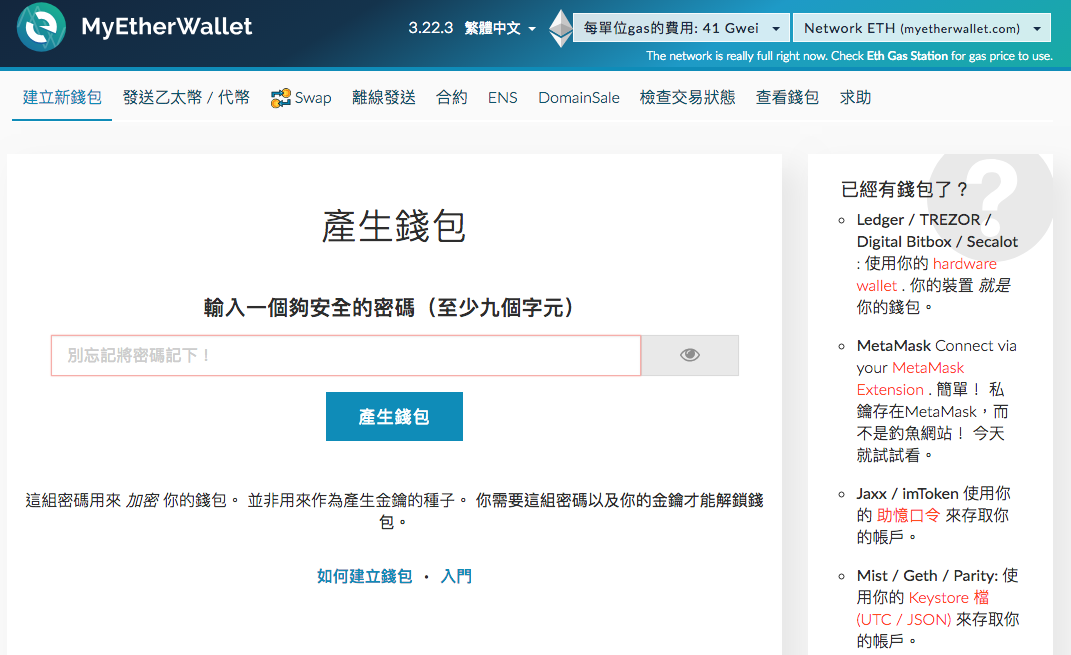 MyEtherWallet
3.22.3 繁體中文
每單位gas的費用: 41 Gwei
Network ETH (myetherwallet.com)
The network is really full right now. Check Eth Gas Station for gas price to use.
建立新錢包 發送乙太幣 / 代幣 Swap 離線發送 合約 ENS DomainSale 檢查交易狀態 查看錢包 求助
產生錢包
輸入一個夠安全的密碼（至少九個字元）
別忘記將密碼記下！
產生錢包
這組密碼用來 加密 你的錢包。 並非用來作為產生金鑰的種子。 你需要這組密碼以及你的金鑰才能解鎖錢
包。
如何建立錢包 · 入門
?
已經有錢包了？
Ledger / TREZOR /
Digital Bitbox / Secalot
: 使用你的 hardware
wallet . 你的裝置 就是
你的錢包。
MetaMask Connect via
your MetaMask
Extension . 簡單！ 私
鑰存在MetaMask，而
不是釣魚網站！ 今天
就試試看。
Jaxx / imToken 使用你
的 助憶口令 來存取你
的帳戶。
Mist / Geth / Parity: 使
用你的 Keystore 檔
(UTC / JSON) 來存取你
的帳戶。